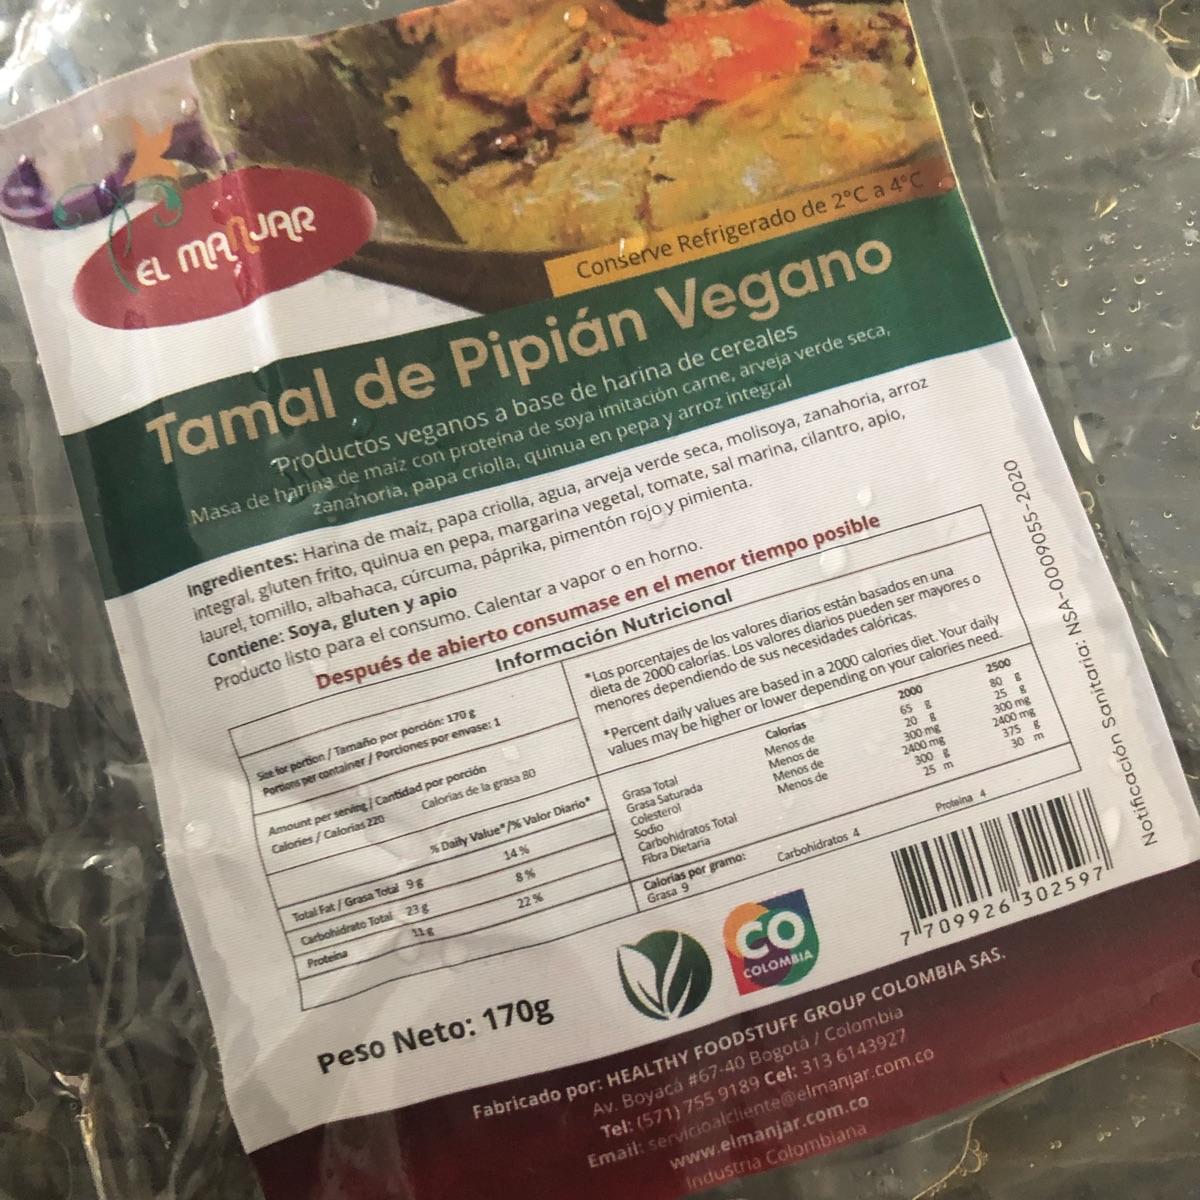 EL MANJAR
Conserve Refrigerado de 2°C a 4°C
Tamal de Pipián Vegano
Productos veganos a base de harina de cereales
Masa de harina de maíz con proteína de soya imitación carne, arveja verde seca,
zanahoria, papa criolla, quinua en pepa y arroz integral
Ingredientes: Harina de maíz, papa criolla, agua, arveja verde seca, molisoya, zanahoria, arroz
integral, gluten frito, quinua en pepa, margarina vegetal, tomate, sal marina, cilantro, apio,
laurel, tomillo, albahaca, cúrcuma, páprika, pimentón rojo y pimienta.
Contiene: Soya, gluten y apio
Producto listo para el consumo. Calentar a vapor o en horno.
Después de abierto consumase en el menor tiempo posible
Información Nutricional
Size for portion / Tamaño por porción: 170 g
Portions per container / Porciones por envase: 1
Amount per serving / Cantidad por porción
Calories / Calorías 220 Calorías de la grasa 80
% Daily Value* / % Valor Diario*
Total Fat / Grasa Total 9 g 14 %
Carbohidrato Total 23 g 8 %
Proteína 11 g 22 %
*Los porcentajes de los valores diarios están basados en una
dieta de 2000 calorías. Los valores diarios pueden ser mayores o
menores dependiendo de sus necesidades calóricas.
*Percent daily values are based in a 2000 calories diet. Your daily
values may be higher or lower depending on your calories need.
Calorías 2000 2500
Grasa Total Menos de 65 g 80 g
Grasa Saturada Menos de 20 g 25 g
Colesterol Menos de 300 mg 300 mg
Sodio Menos de 2400 mg 2400 mg
Carbohidratos Total 300 g 375 g
Fibra Dietaria 25 m 30 m
Calorías por gramo:
Grasa 9 Carbohidratos 4 Proteína 4
Notificación Sanitaria: NSA-0009055-2020
7 709926 302597
CO
COLOMBIA
Peso Neto: 170g
Fabricado por: HEALTHY FOODSTUFF GROUP COLOMBIA SAS.
Av. Boyacá #67-40 Bogotá / Colombia
Tel: (571) 755 9189 Cel: 313 6143927
Email: servicioalcliente@elmanjar.com.co
www.elmanjar.com.co
Industria Colombiana